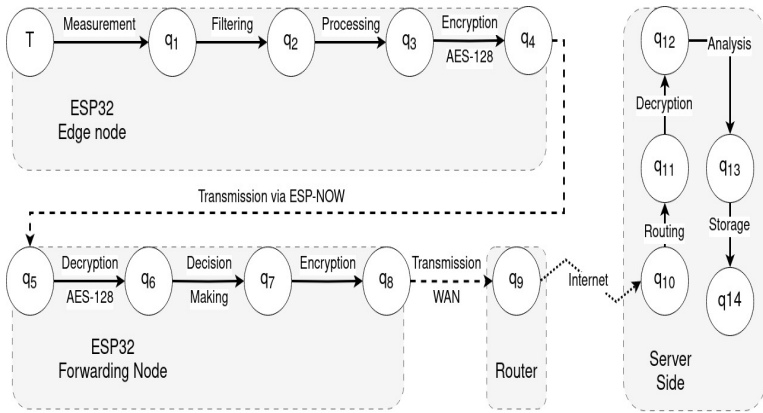 T
Measurement
q1
Filtering
q2
Processing
q3
Encryption
AES-128
q4
ESP32
Edge node
Transmission via ESP-NOW
q5
Decryption
AES-128
q6
Decision
Making
q7
Encryption
q8
Transmission
WAN
q9
Internet
ESP32
Forwarding Node
Router
q10
Routing
q11
Decryption
q12
Analysis
q13
Storage
q14
Server
Side